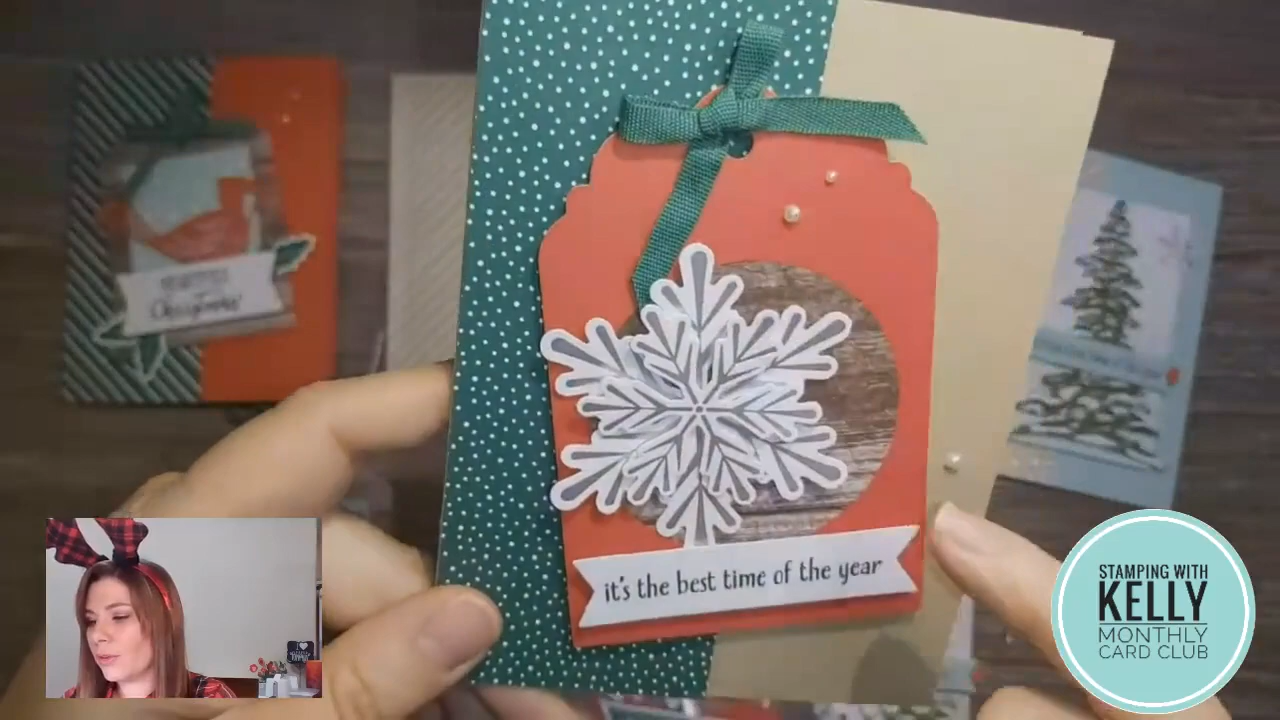 Christmas!
it's the best time of the year
STAMPING WITH
KELLY
MONTHLY
CARD CLUB